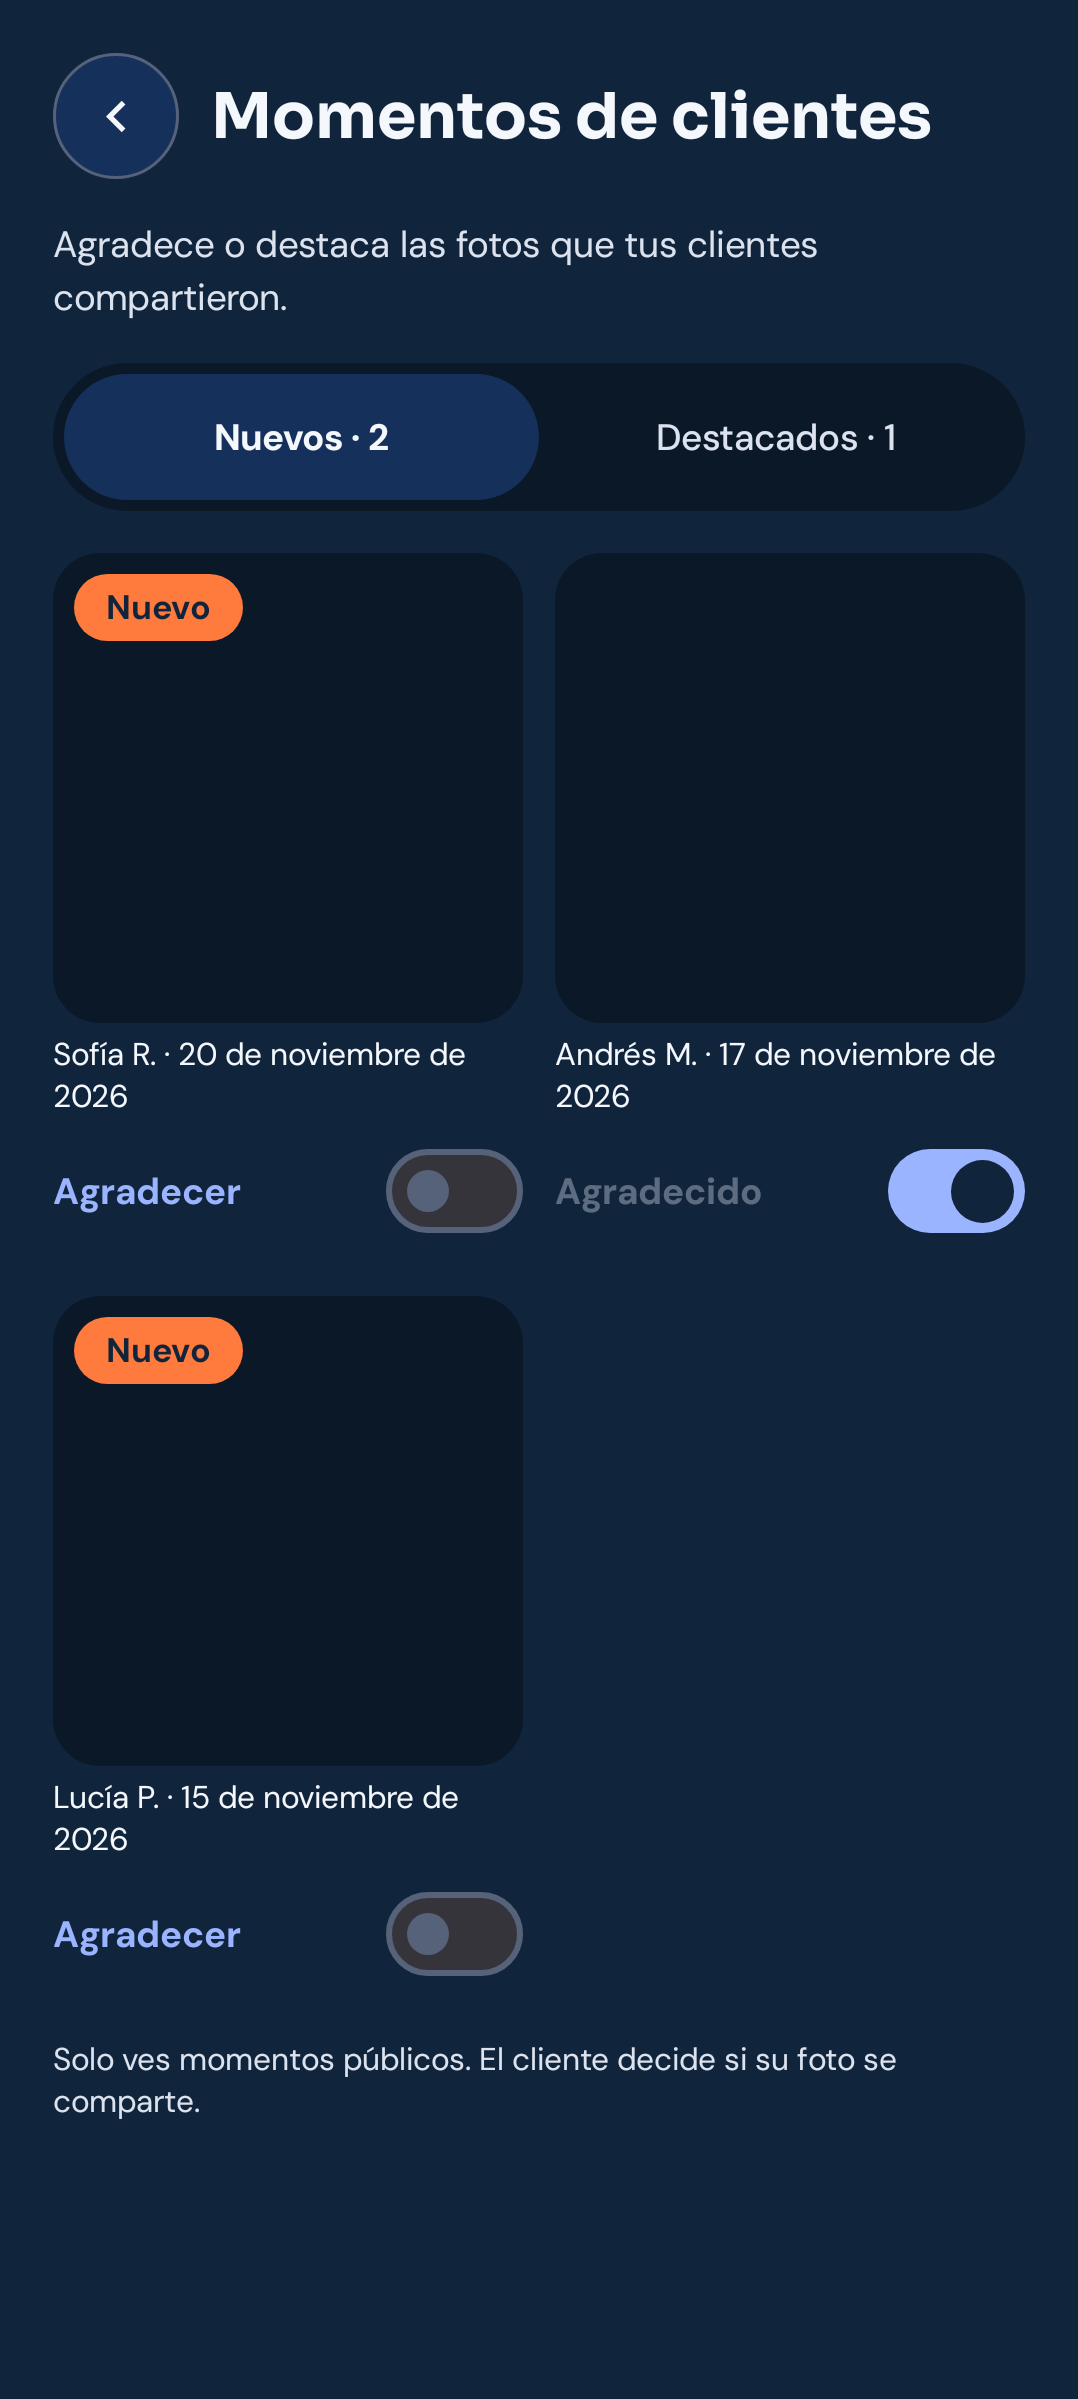 Momentos de clientes
Agradece o destaca las fotos que tus clientes
compartieron.
Nuevos · 2
Destacados · 1
Nuevo
Sofía R. · 20 de noviembre de
2026
Andrés M. · 17 de noviembre de
2026
Agradecer
Agradecido
Nuevo
Lucía P. · 15 de noviembre de
2026
Agradecer
Solo ves momentos públicos. El cliente decide si su foto se
comparte.